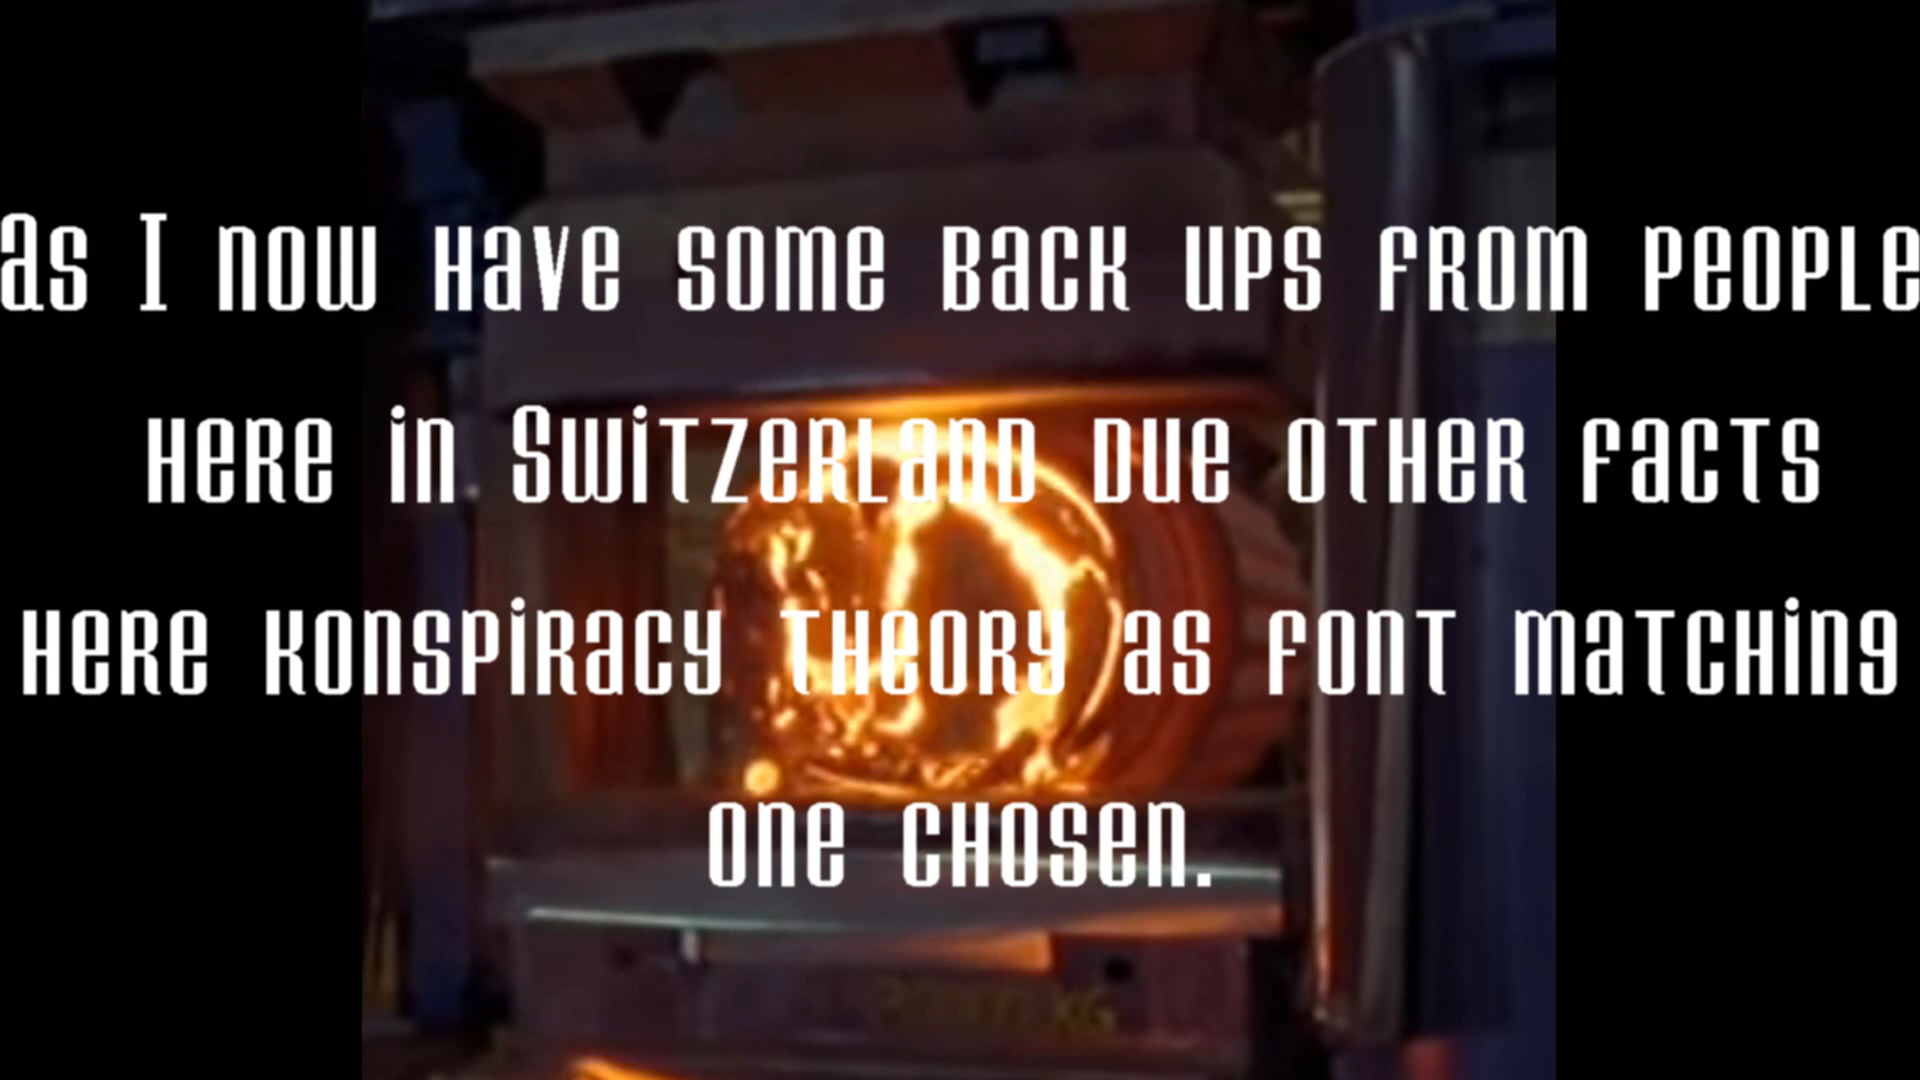 as I now have some back ups from people
here in Switzerland due other facts
here konspiracy theory as font matching
one chosen.